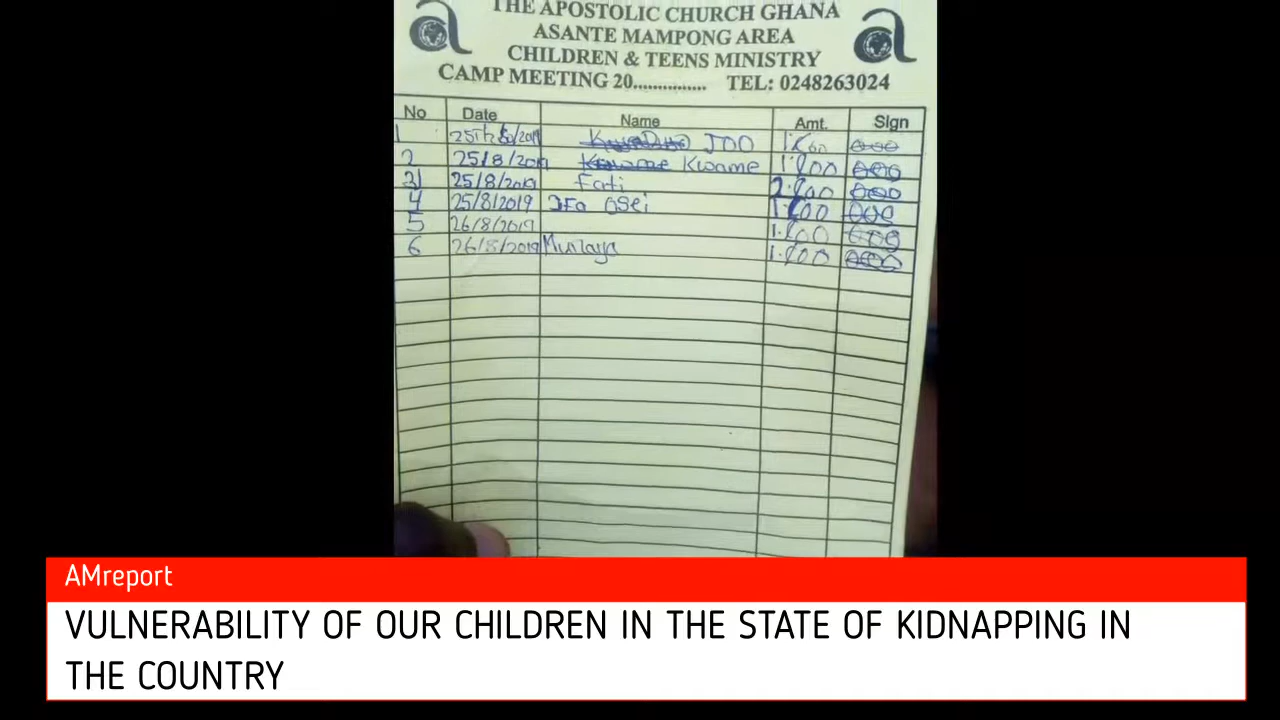 THE APOSTOLIC CHURCH GHANA
ASANTE MAMPONG AREA
CHILDREN & TEENS MINISTRY
CAMP MEETING 20............... TEL: 0248263024
No Date Name Amt. Sign
1 JOO
2 25/8/2019 Kwame 1.00
3 25/8/2019 Fati 2.00
4 25/8/2019 Osei 1.00
5 26/8/2019 1.00
6 26/8/2019 1.00
AMreport
VULNERABILITY OF OUR CHILDREN IN THE STATE OF KIDNAPPING IN
THE COUNTRY